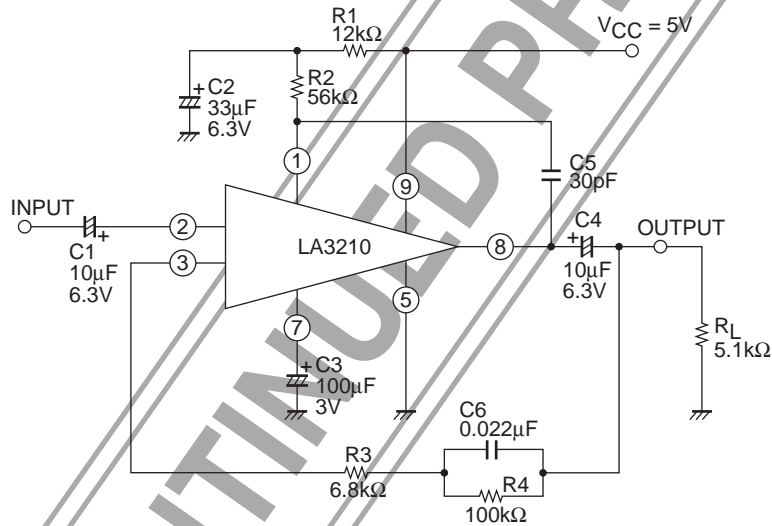 R1
12kΩ
VCC = 5V
C2
33µF
6.3V
R2
56kΩ
1
9
C5
30pF
INPUT
C1
10µF
6.3V
2
3
LA3210
8
C4
10µF
6.3V
OUTPUT
7
5
RL
5.1kΩ
C3
100µF
3V
C6
0.022µF
R3
6.8kΩ
R4
100kΩ
TINUED PR